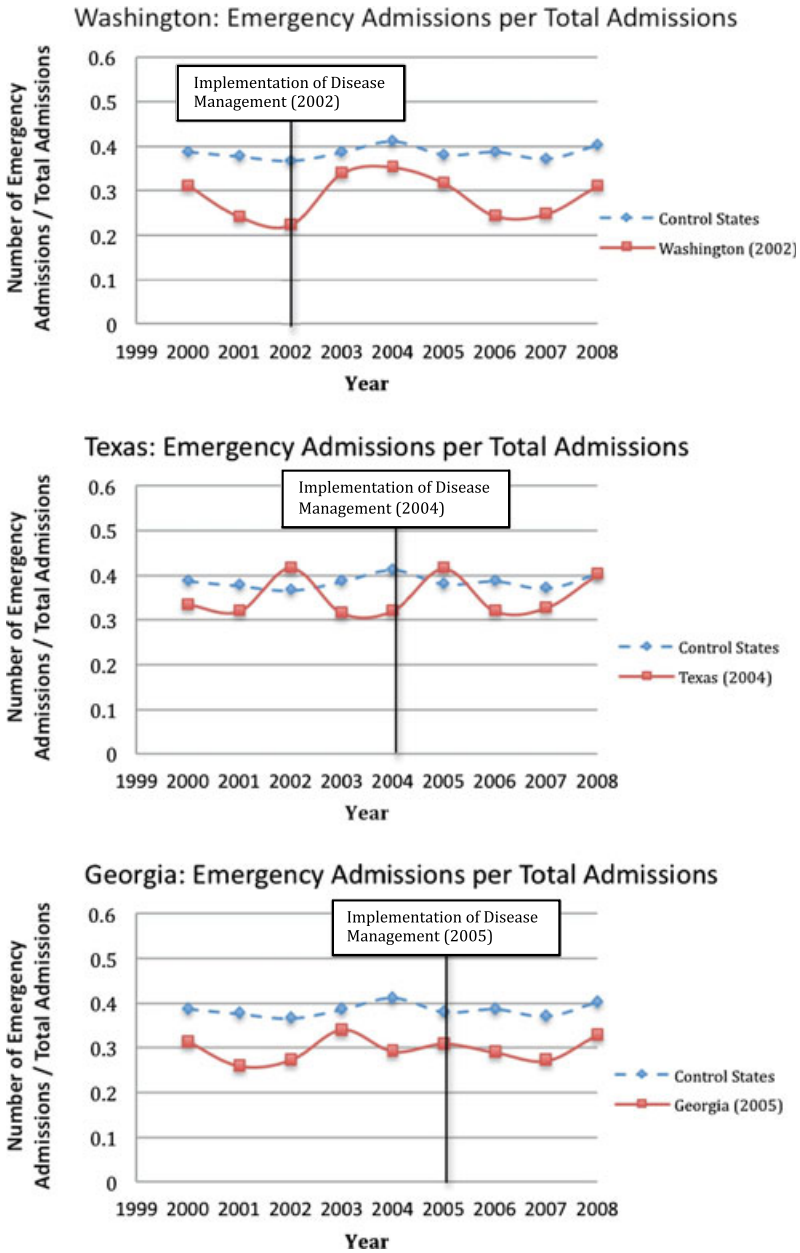 Washington: Emergency Admissions per Total Admissions
Number of Emergency
Admissions / Total Admissions
0.6
0.5
0.4
0.3
0.2
0.1
0
Implementation of Disease
Management (2002)
Control States
Washington (2002)
1999 2000 2001 2002 2003 2004 2005 2006 2007 2008
Year
Texas: Emergency Admissions per Total Admissions
Number of Emergency
Admissions / Total Admissions
0.6
0.5
0.4
0.3
0.2
0.1
0
Implementation of Disease
Management (2004)
Control States
Texas (2004)
1999 2000 2001 2002 2003 2004 2005 2006 2007 2008
Year
Georgia: Emergency Admissions per Total Admissions
Number of Emergency
Admissions / Total Admissions
0.6
0.5
0.4
0.3
0.2
0.1
0
Implementation of Disease
Management (2005)
Control States
Georgia (2005)
1999 2000 2001 2002 2003 2004 2005 2006 2007 2008
Year